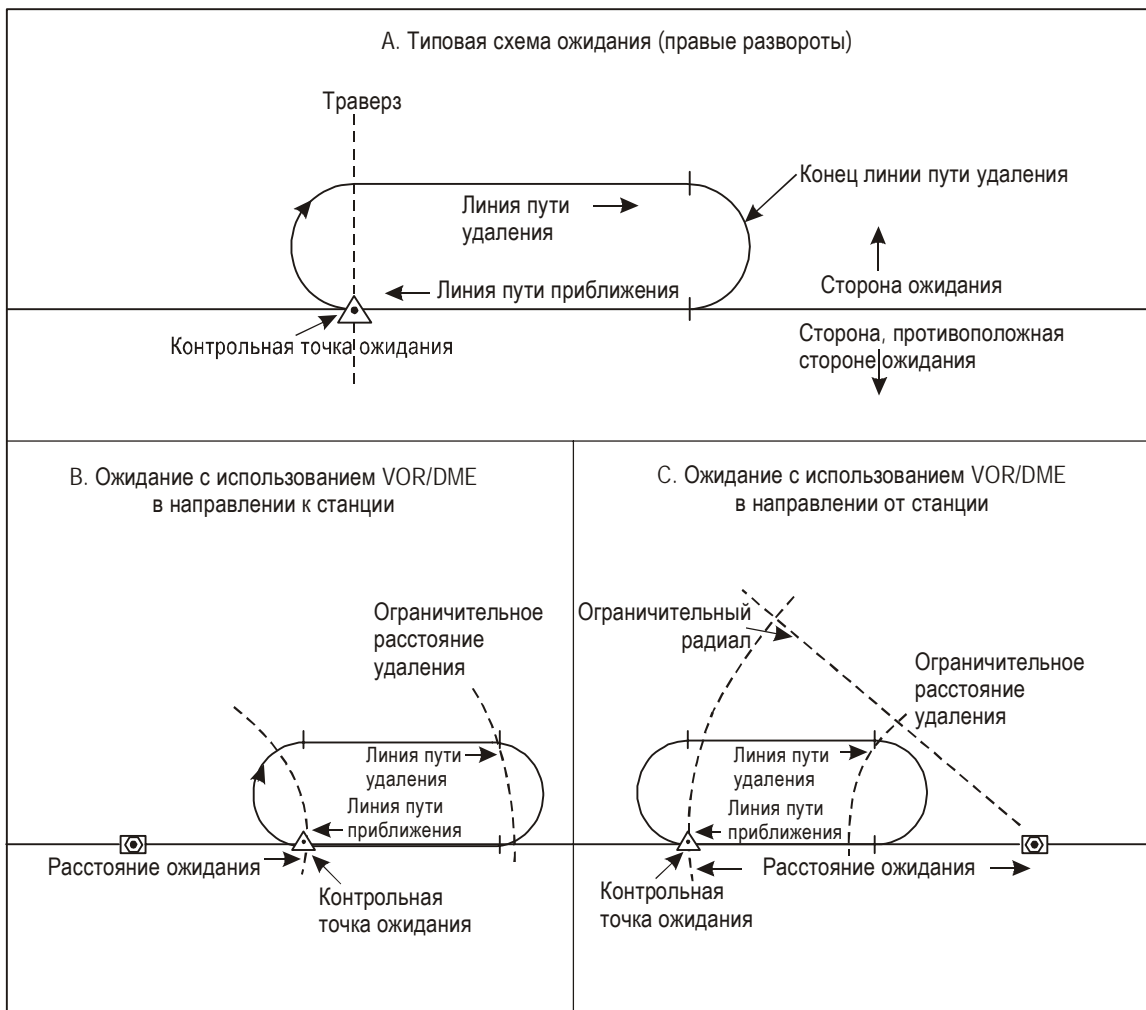 A. Типовая схема ожидания (правые развороты)
Траверз
Конец линии пути удаления
Линия пути
удаления
Линия пути приближения
Сторона ожидания
Контрольная точка ожидания
Сторона, противоположная
стороне ожидания
B. Ожидание с использованием VOR/DME
в направлении к станции
Ограничительное
расстояние
удаления
Линия пути
удаления
Линия пути
приближения
Расстояние ожидания
Контрольная
точка ожидания
C. Ожидание с использованием VOR/DME
в направлении от станции
Ограничительный
радиал
Ограничительное
расстояние
удаления
Линия пути
удаления
Линия пути
приближения
Расстояние ожидания
Контрольная
точка ожидания